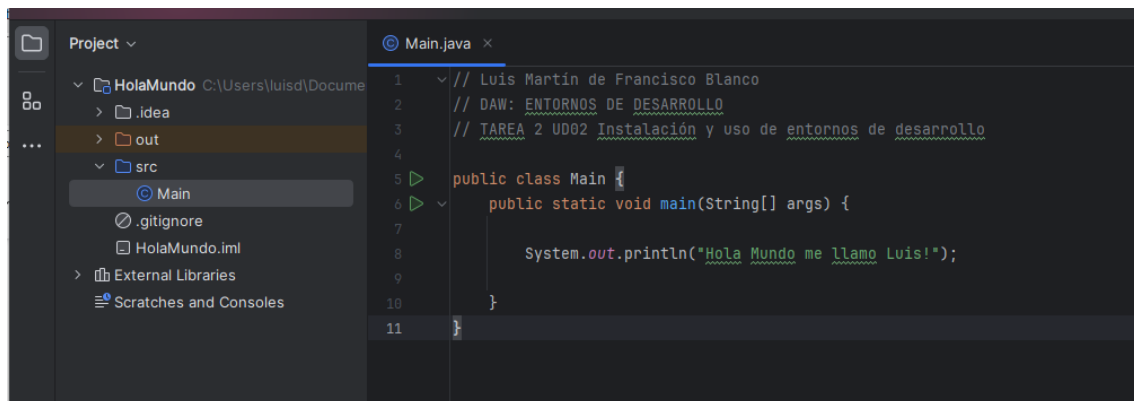 Project
Main.java
HolaMundo C:\Users\luisd\Docume
.idea
out
src
Main
.gitignore
HolaMundo.iml
External Libraries
Scratches and Consoles
1 // Luis Martín de Francisco Blanco
2 // DAW: ENTORNOS DE DESARROLLO
3 // TAREA 2 UD02 Instalación y uso de entornos de desarrollo
4
5 public class Main {
6 public static void main(String[] args) {
7
8 System.out.println("Hola Mundo me llamo Luis!");
9
10 }
11 }